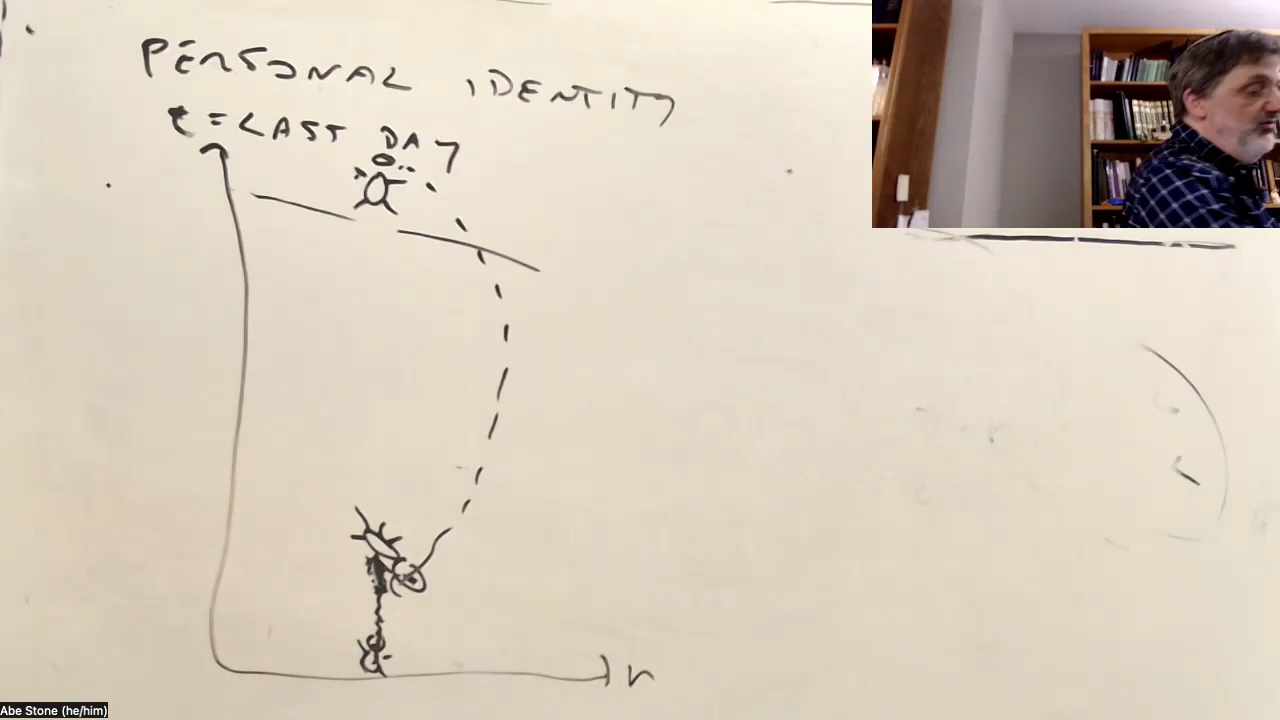 PERSONAL IDENTITY
t = LAST DAY
r
Abe Stone (he/him)